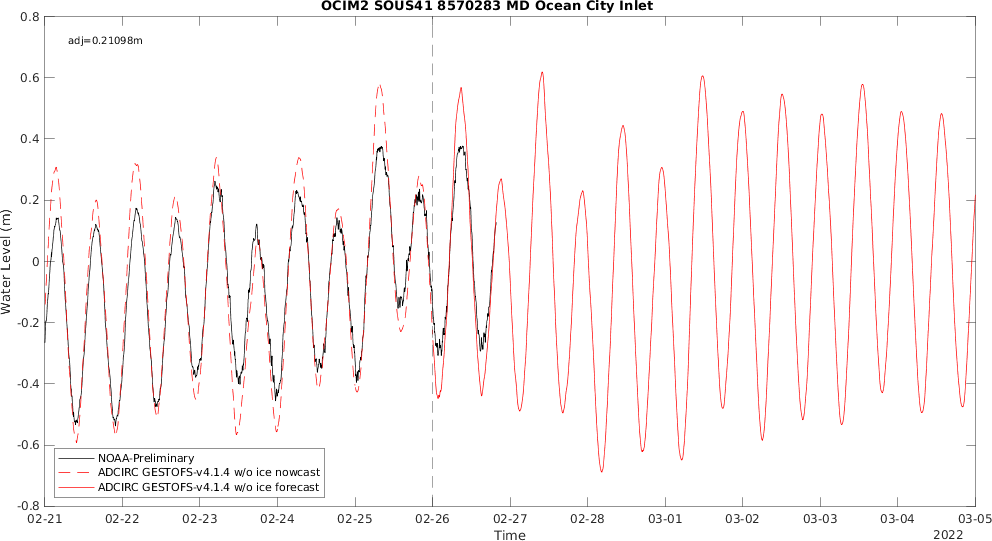 OCIM2 SOUS41 8570283 MD Ocean City Inlet
adj=0.21098m
0.8
0.6
0.4
0.2
0
-0.2
-0.4
-0.6
-0.8
Water Level (m)
NOAA-Preliminary
ADCIRC GESTOFS-v4.1.4 w/o ice nowcast
ADCIRC GESTOFS-v4.1.4 w/o ice forecast
02-21 02-22 02-23 02-24 02-25 02-26 02-27 02-28 03-01 03-02 03-03 03-04 03-05
Time
2022